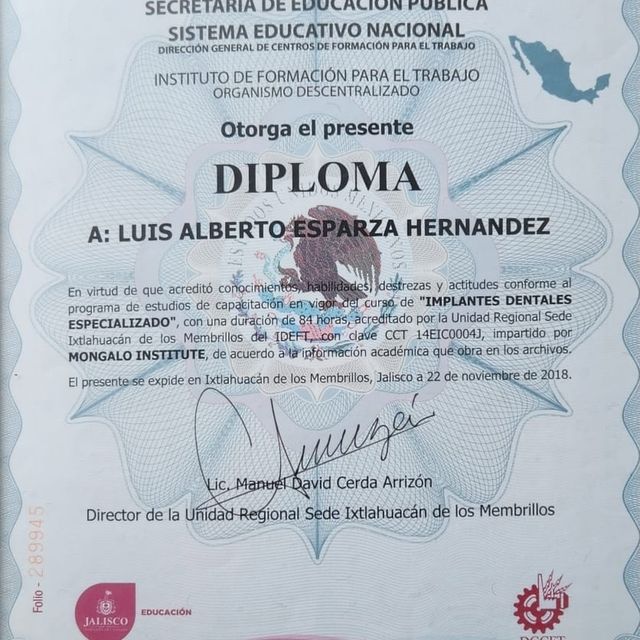 SECRETARÍA DE EDUCACIÓN PÚBLICA
SISTEMA EDUCATIVO NACIONAL
DIRECCIÓN GENERAL DE CENTROS DE FORMACIÓN PARA EL TRABAJO
INSTITUTO DE FORMACIÓN PARA EL TRABAJO
ORGANISMO DESCENTRALIZADO
Otorga el presente
DIPLOMA
A: LUIS ALBERTO ESPARZA HERNANDEZ
En virtud de que acreditó conocimientos, habilidades, destrezas y actitudes conforme al
programa de estudios de capacitación en vigor del curso de "IMPLANTES DENTALES
ESPECIALIZADO", con una duración de 84 horas, acreditado por la Unidad Regional Sede
Ixtlahuacán de los Membrillos del IDEFT, con clave CCT 14EIC0004J, impartido por
MONGALO INSTITUTE, de acuerdo a la información académica que obra en los archivos.
El presente se expide en Ixtlahuacán de los Membrillos, Jalisco a 22 de noviembre de 2018.
Lic. Manuel David Cerda Arrizón
Director de la Unidad Regional Sede Ixtlahuacán de los Membrillos
Folio - 289945
JALISCO
EDUCACIÓN
DGCFT